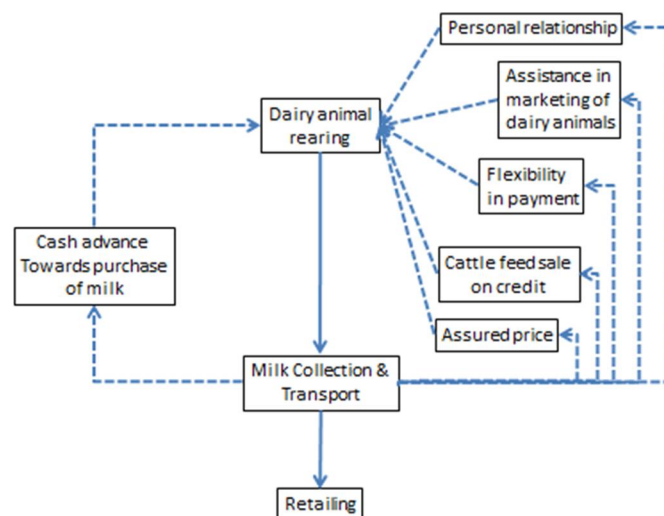 Personal relationship
Assistance in
marketing of
dairy animals
Dairy animal
rearing
Flexibility
in payment
Cash advance
Towards purchase
of milk
Cattle feed sale
on credit
Assured price
Milk Collection &
Transport
Retailing